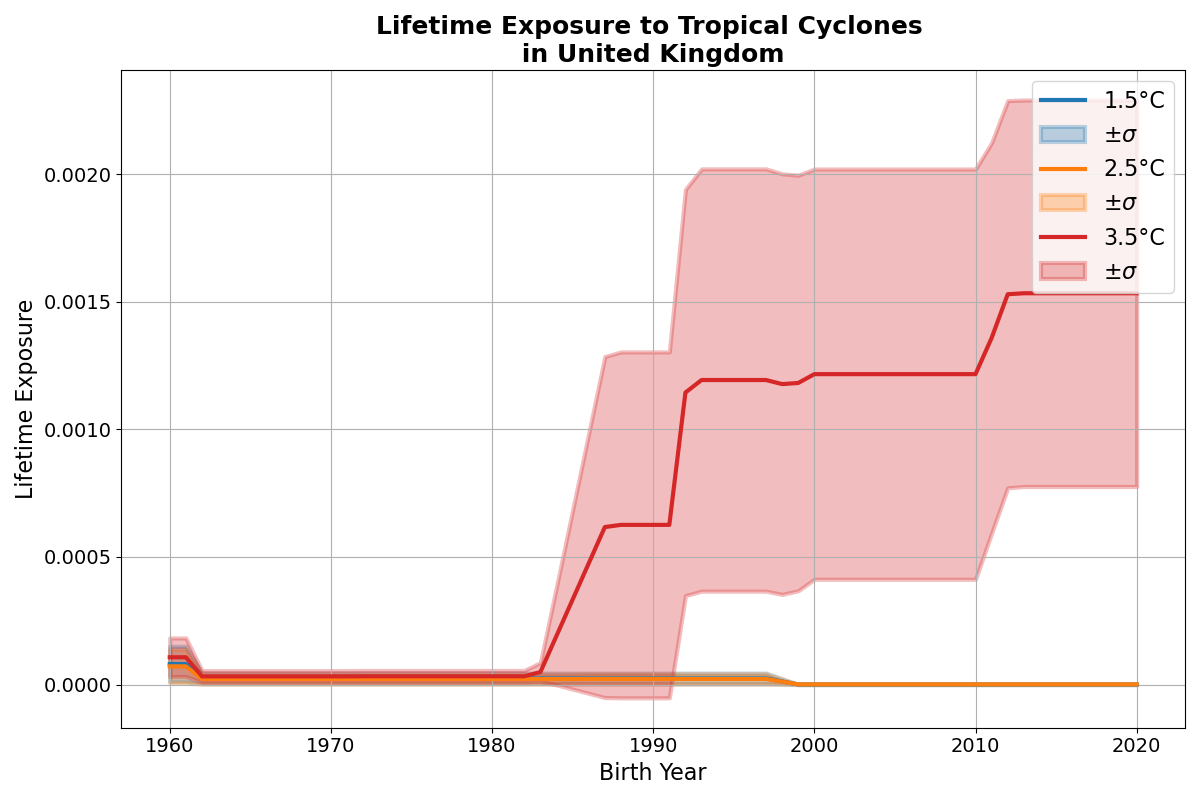 Lifetime Exposure to Tropical Cyclones
in United Kingdom
1.5°C
±σ
2.5°C
±σ
3.5°C
±σ
0.0020
0.0015
0.0010
0.0005
0.0000
Lifetime Exposure
1960 1970 1980 1990 2000 2010 2020
Birth Year